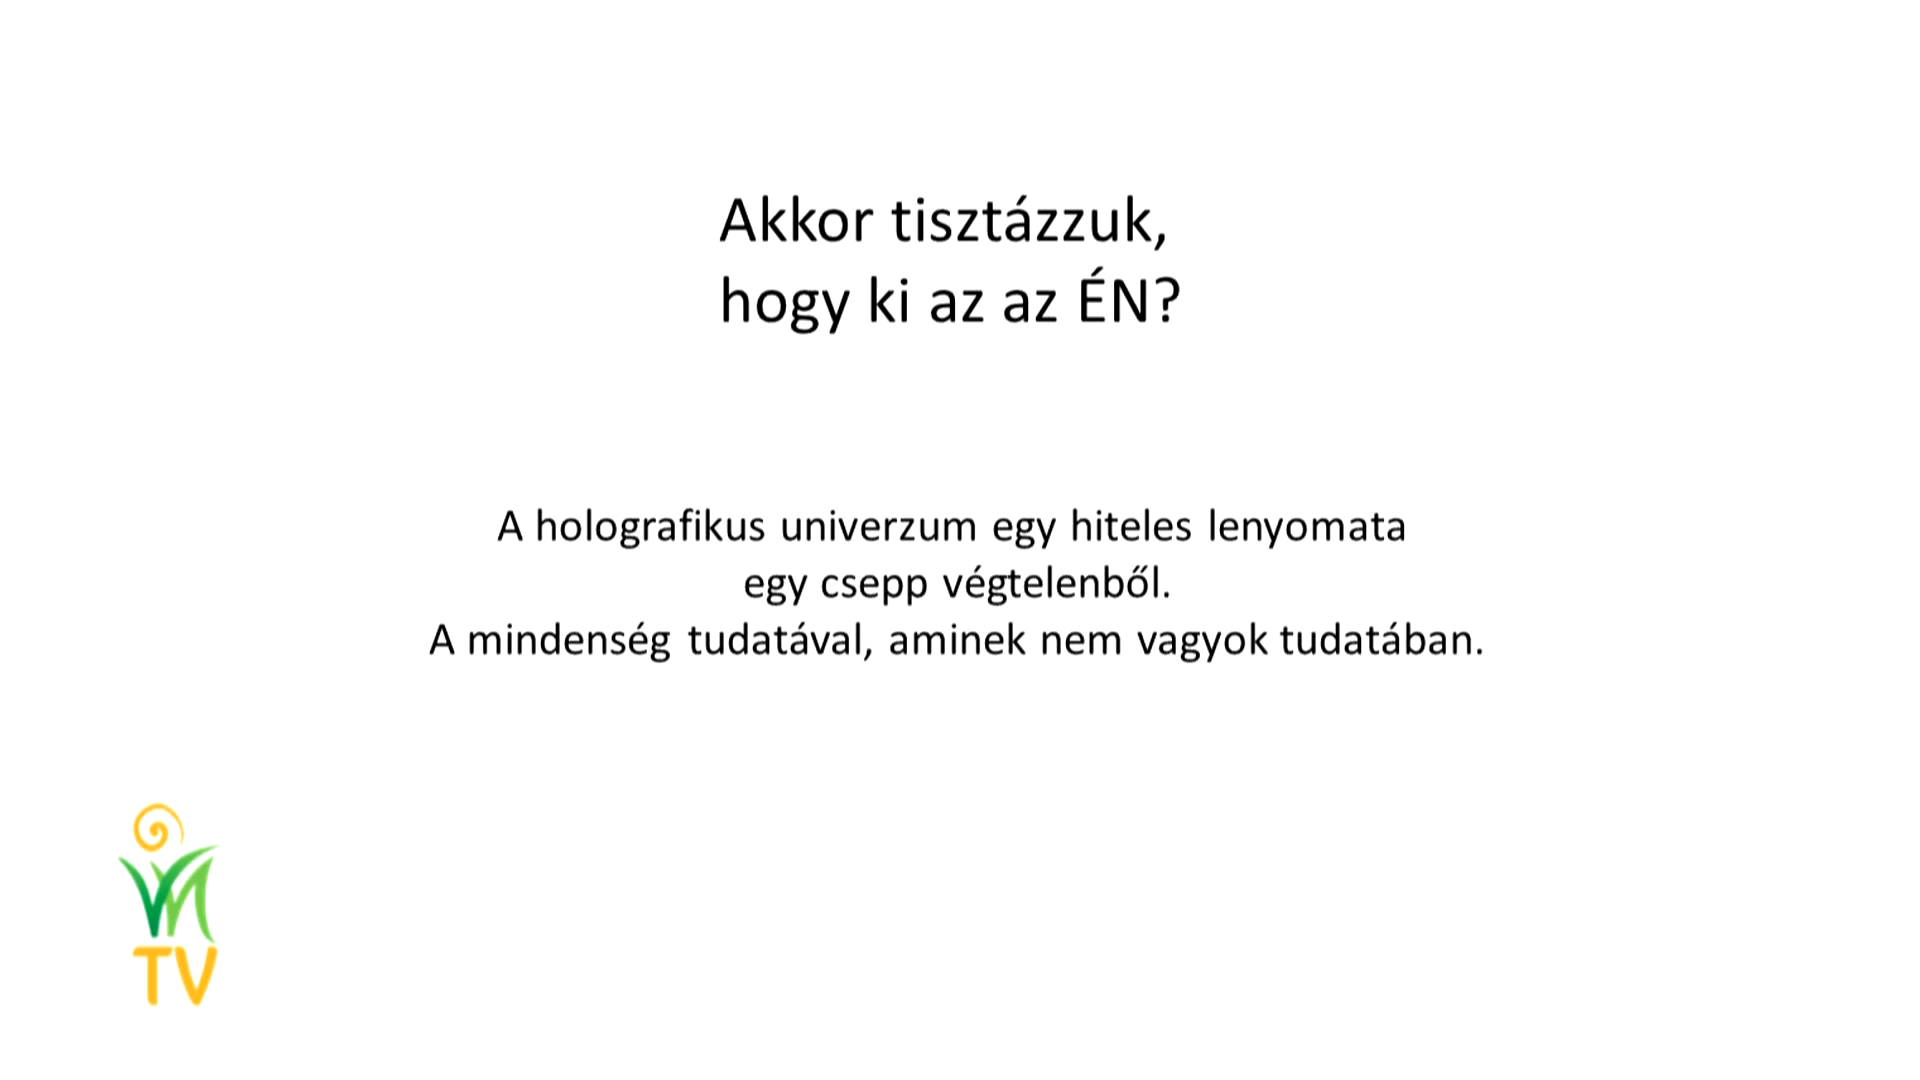 Akkor tisztázzuk,
hogy ki az az ÉN?
A holografikus univerzum egy hiteles lenyomata
egy csepp végtelenből.
A mindenség tudatával, aminek nem vagyok tudatában.
VM
TV